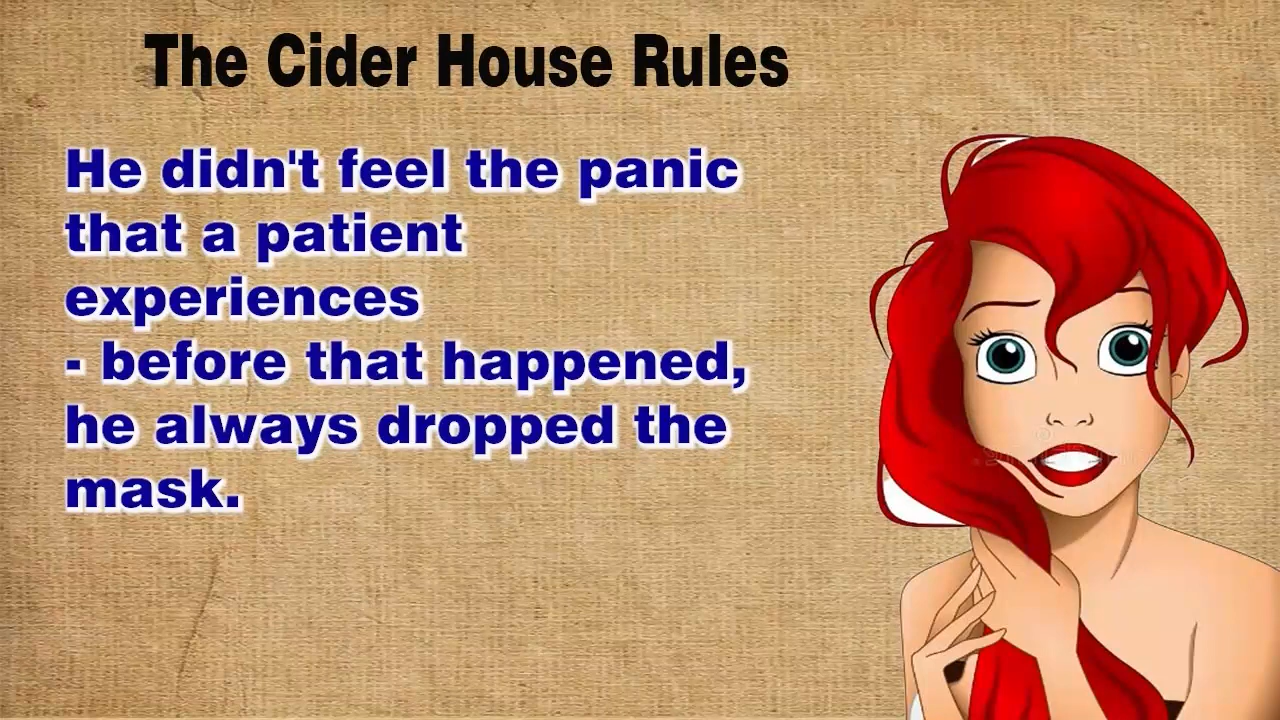 The Cider House Rules
He didn't feel the panic
that a patient
experiences
- before that happened,
he always dropped the
mask.